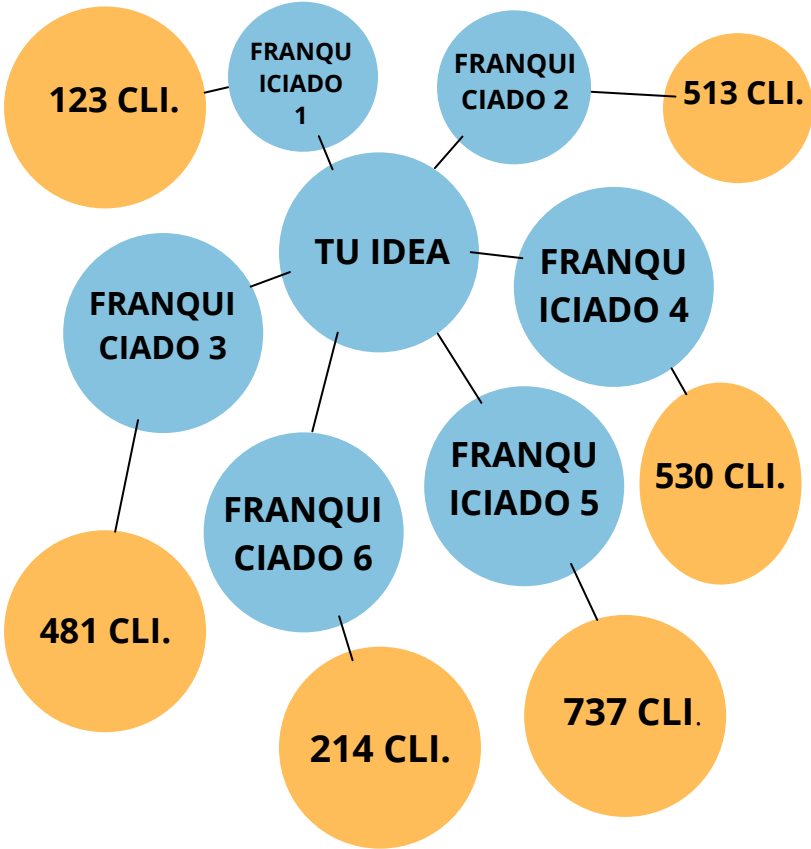 123 CLI.
FRANQU
ICIADO
1
FRANQUI
CIADO 2
513 CLI.
TU IDEA
FRANQUI
CIADO 3
FRANQU
ICIADO 4
FRANQU
ICIADO 5
530 CLI.
FRANQUI
CIADO 6
481 CLI.
214 CLI.
737 CLI.